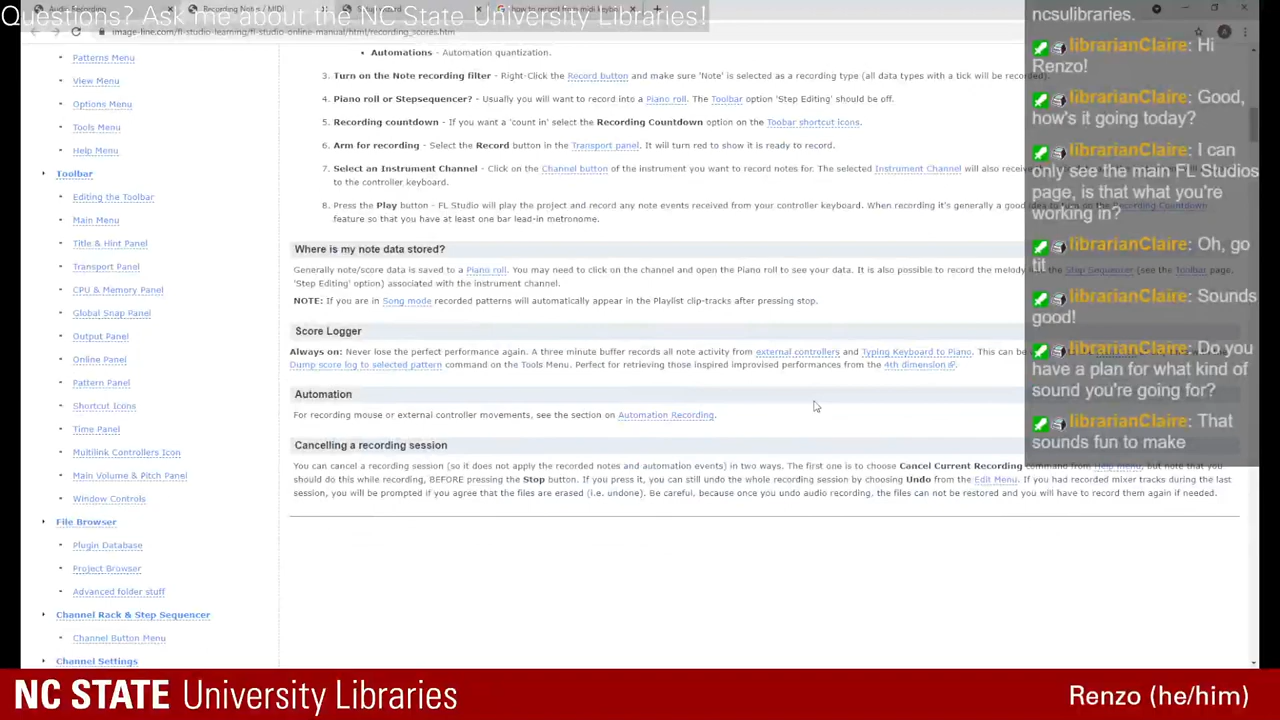 Questions? Ask me about the NC State University Libraries!
Audio Recording
image-line.com/fl-studio-learning/fl-studio-online-manual/html/recording_scores.htm
Patterns Menu
View Menu
Options Menu
Tools Menu
Help Menu
Toolbar
Editing the Toolbar
Main Menu
Title & Hint Panel
Transport Panel
CPU & Memory Panel
Global Snap Panel
Output Panel
Online Panel
Pattern Panel
Shortcut Icons
Time Panel
Multilink Controllers Icon
Main Volume & Pitch Panel
Window Controls
File Browser
Plugin Database
Project Browser
Advanced folder stuff
Channel Rack & Step Sequencer
Channel Button Menu
Channel Settings
• Automations - Automation quantization.
3. Turn on the Note recording filter - Right-Click the Record button and make sure 'Note' is selected as a recording type (all data types with a tick will be recorded).
4. Piano roll or Stepsequencer? - Usually you will want to record into a Piano roll. The Toolbar option 'Step Editing' should be off.
5. Recording countdown - If you want a 'count in' select the Recording Countdown option on the Toobar shortcut icons.
6. Arm for recording - Select the Record button in the Transport panel. It will turn red to show it is ready to record.
7. Select an Instrument Channel - Click on the Channel button of the instrument you want to record notes for. The selected Instrument Channel will also
to the controller keyboard.
8. Press the Play button - FL Studio will play the project and record any note events received from your controller keyboard. When recording it's generally a good idea to turn on the Recording Countdown
feature so that you have at least one bar lead-in metronome.
Where is my note data stored?
Generally note/score data is saved to a Piano roll. You may need to click on the channel and open the Piano roll to see your data. It is also possible to record the melody Step Sequencer (see the Toolbar page.
'Step Editing' option) associated with the instrument channel.
NOTE: If you are in Song mode recorded patterns will automatically appear in the Playlist clip-tracks after pressing stop.
Score Logger
Always on: Never lose the perfect performance again. A three minute buffer records all note activity from external controllers and Typing Keyboard to Piano. This can be
Dump score log to selected pattern command on the Tools Menu. Perfect for retrieving those inspired improvised performances from the 4th dimension.
Automation
For recording mouse or external controller movements, see the section on Automation Recording.
Cancelling a recording session
You can cancel a recording session (so it does not apply the recorded notes and automation events) in two ways. The first one is to choose Cancel Current Recording command from Help menu, but note that you
should do this while recording, BEFORE pressing the Stop button. If you press it, you can still undo the whole recording session by choosing Undo from the Edit Menu. If you had recorded mixer tracks during the last
session, you will be prompted if you agree that the files are erased (i.e. undone). Be careful, because once you undo audio recording, the files can not be restored and you will have to record them again if needed.
ncsulibraries.
librarianClaire: Hi
Renzo!
librarianClaire: Good,
how's it going today?
librarianClaire: I can
only see the main FL Studios
page, is that what you're
working in?
librarianClaire: Oh, go
tit
librarianClaire: Sounds
good!
librarianClaire: Do you
have a plan for what kind of
sound you're going for?
librarianClaire: That
sounds fun to make
NC STATE University Libraries
Renzo (he/him)